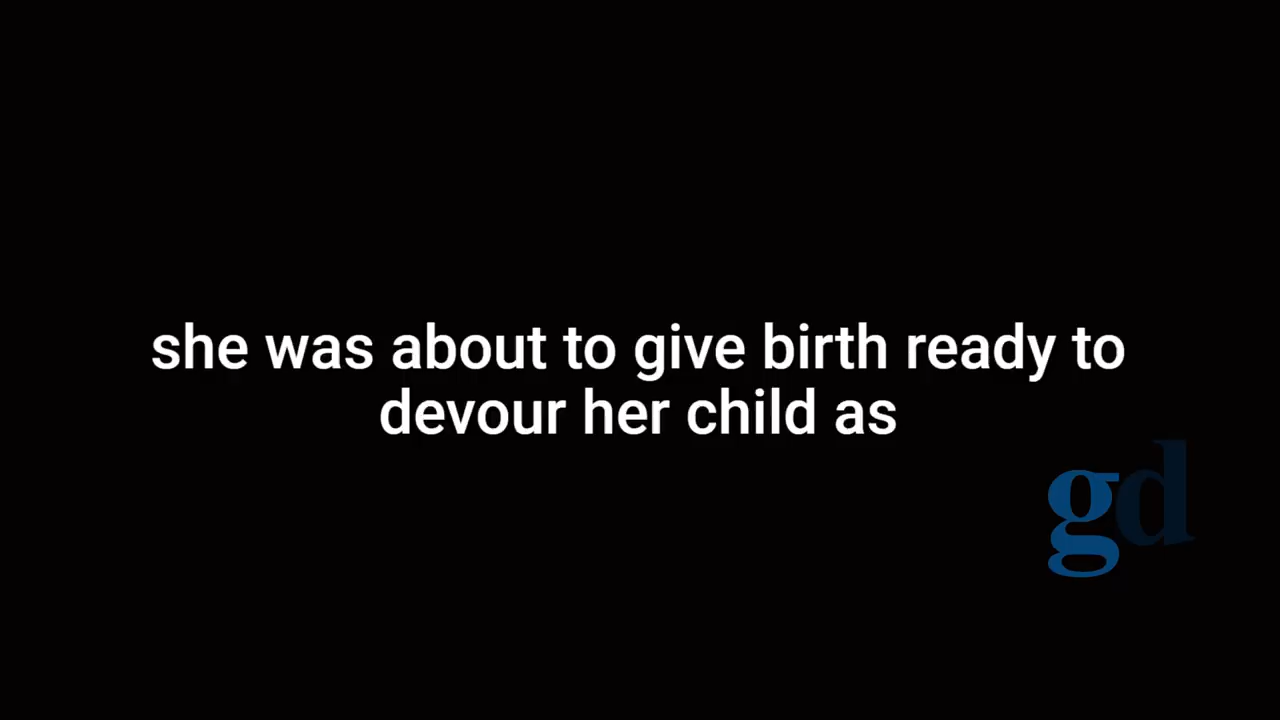 she was about to give birth ready to
devour her child as
gd